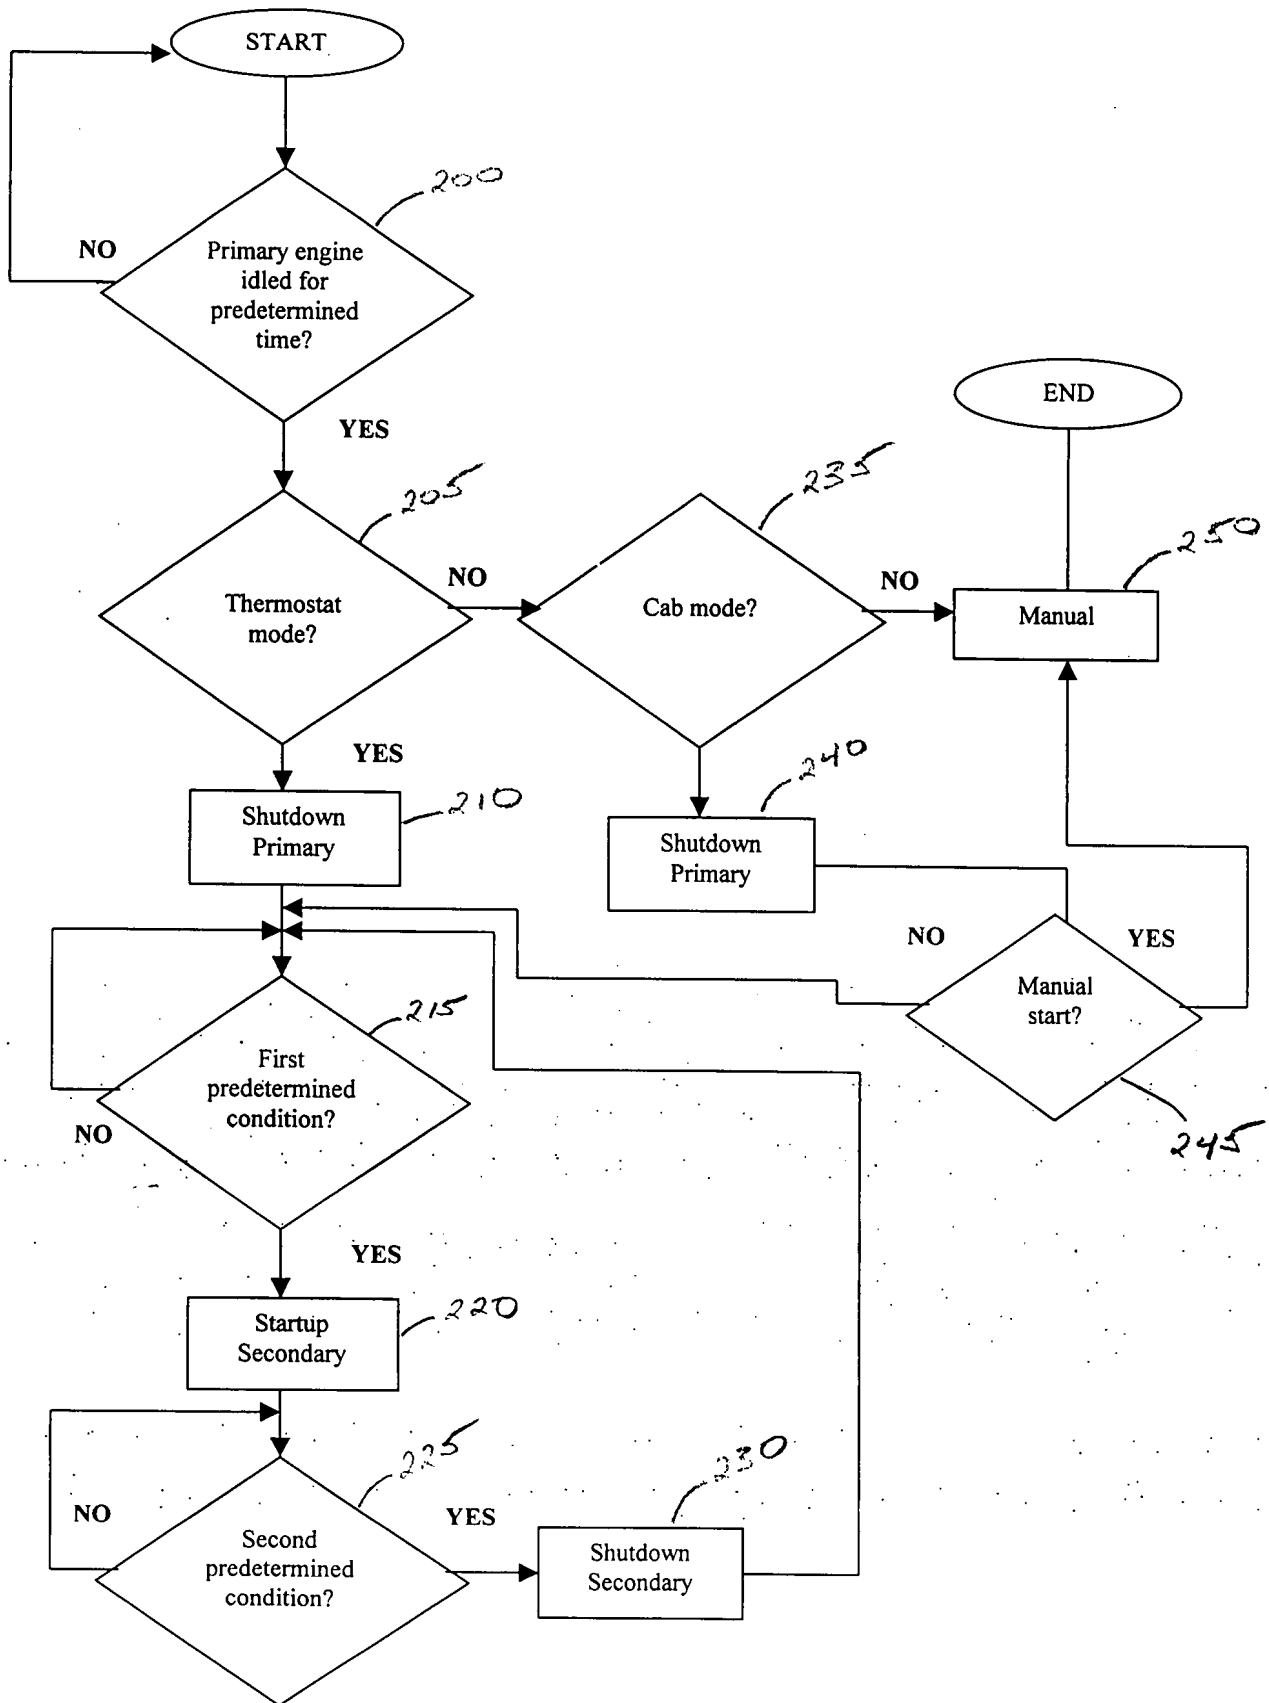 START
200
NO
Primary engine
idled for
predetermined
time?
YES
END
205
235
250
NO
NO
Thermostat
mode?
Cab mode?
Manual
YES
240
210
Shutdown
Primary
Shutdown
Primary
NO
YES
Manual
start?
215
First
predetermined
condition?
NO
245
YES
220
Startup
Secondary
225
230
NO
YES
Second
predetermined
condition?
Shutdown
Secondary